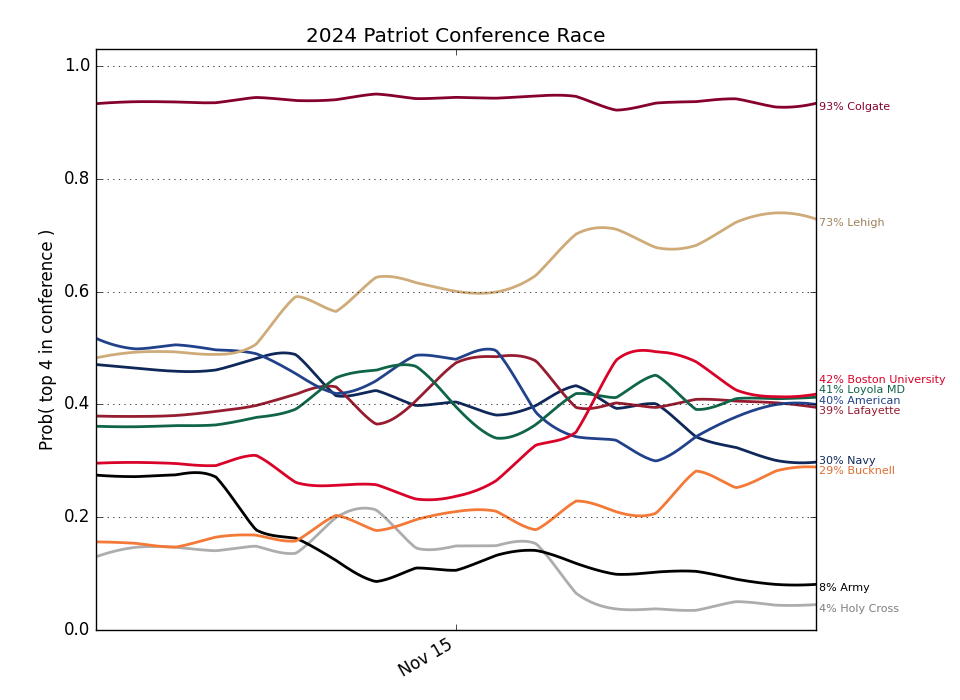 2024 Patriot Conference Race
Prob( top 4 in conference )
1.0
0.8
0.6
0.4
0.2
0.0
Nov 15
93% Colgate
73% Lehigh
42% Boston University
41% Loyola MD
40% American
39% Lafayette
30% Navy
29% Bucknell
8% Army
4% Holy Cross